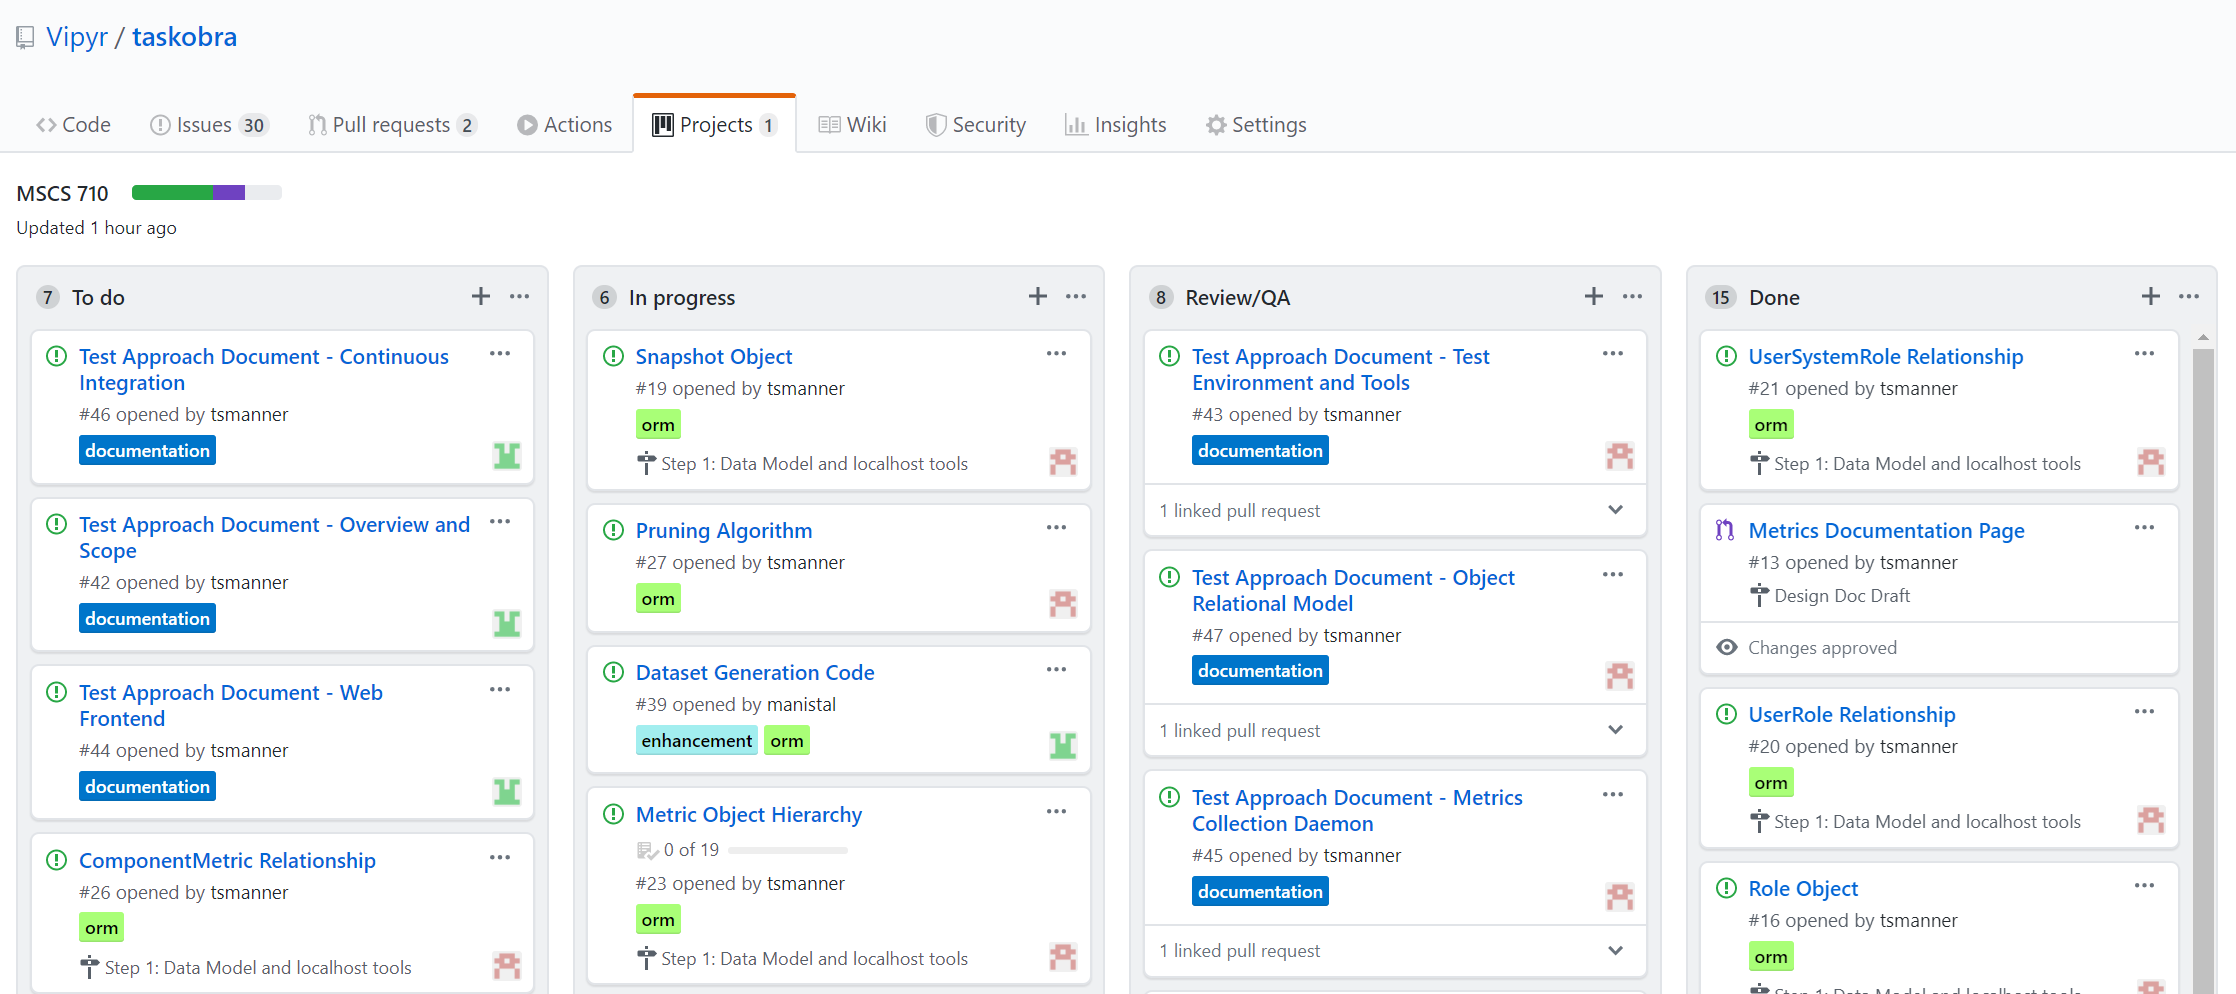 Vipyr / taskobra
Code
Issues 30
Pull requests 2
Actions
Projects 1
Wiki
Security
Insights
Settings
MSCS 710
Updated 1 hour ago
7 To do
Test Approach Document - Continuous
Integration
#46 opened by tsmanner
documentation
Test Approach Document - Overview and
Scope
#42 opened by tsmanner
documentation
Test Approach Document - Web
Frontend
#44 opened by tsmanner
documentation
ComponentMetric Relationship
#26 opened by tsmanner
orm
Step 1: Data Model and localhost tools
6 In progress
Snapshot Object
#19 opened by tsmanner
orm
Step 1: Data Model and localhost tools
Pruning Algorithm
#27 opened by tsmanner
orm
Dataset Generation Code
#39 opened by manistal
enhancement orm
Metric Object Hierarchy
0 of 19
#23 opened by tsmanner
orm
Step 1: Data Model and localhost tools
8 Review/QA
Test Approach Document - Test
Environment and Tools
#43 opened by tsmanner
documentation
1 linked pull request
Test Approach Document - Object
Relational Model
#47 opened by tsmanner
documentation
1 linked pull request
Test Approach Document - Metrics
Collection Daemon
#45 opened by tsmanner
documentation
1 linked pull request
15 Done
UserSystemRole Relationship
#21 opened by tsmanner
orm
Step 1: Data Model and localhost tools
Metrics Documentation Page
#13 opened by tsmanner
Design Doc Draft
Changes approved
UserRole Relationship
#20 opened by tsmanner
orm
Step 1: Data Model and localhost tools
Role Object
#16 opened by tsmanner
orm
Step 1: Data Model and localhost tools